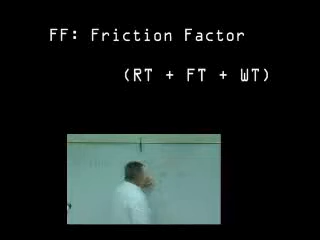 FF: Friction Factor
(RT + FT + WT)